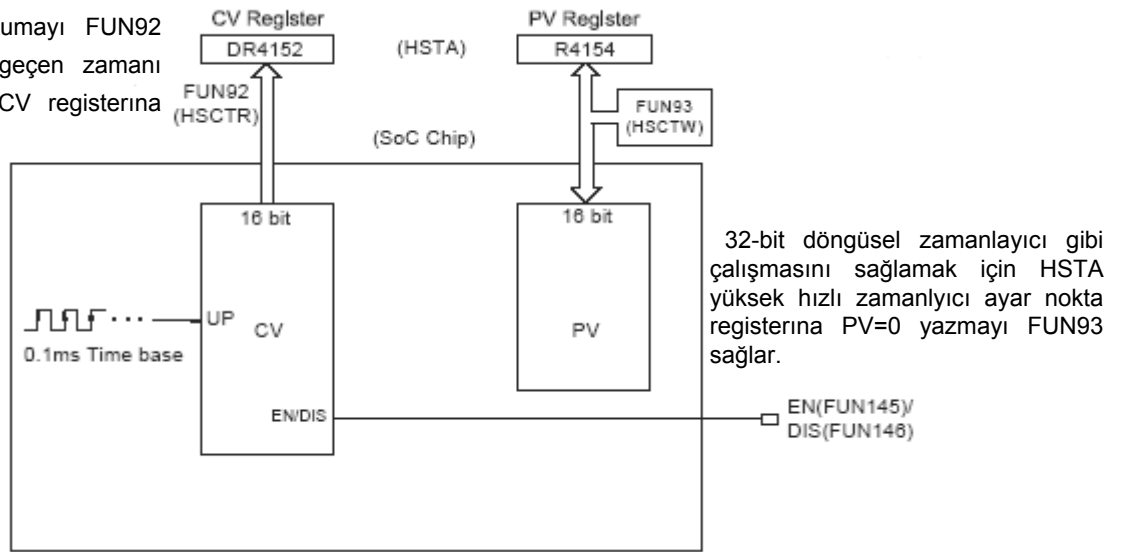 umayı FUN92
geçen zamanı
CV registerına
CV Register
DR4152
(HSTA)
PV Register
R4154
FUN92
(HSCTR)
FUN93
(HSCTW)
(SoC Chip)
16 bit
16 bit
UP
CV
PV
0.1ms Time base
EN/DIS
EN(FUN145)/
DIS(FUN146)
32-bit döngüsel zamanlayıcı gibi
çalışmasını sağlamak için HSTA
yüksek hızlı zamanlyıcı ayar nokta
registerına PV=0 yazmayı FUN93
sağlar.